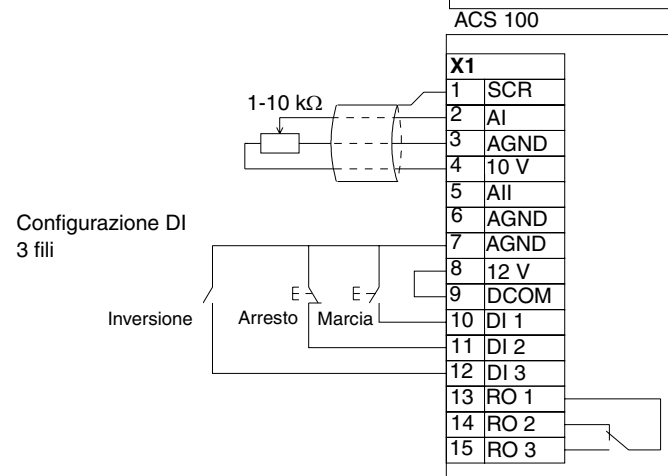 ACS 100
X1
1 SCR
2 AI
3 AGND
4 10 V
5 AII
6 AGND
7 AGND
8 12 V
9 DCOM
10 DI 1
11 DI 2
12 DI 3
13 RO 1
14 RO 2
15 RO 3
1-10 kΩ
Configurazione DI
3 fili
Inversione
Arresto
Marcia